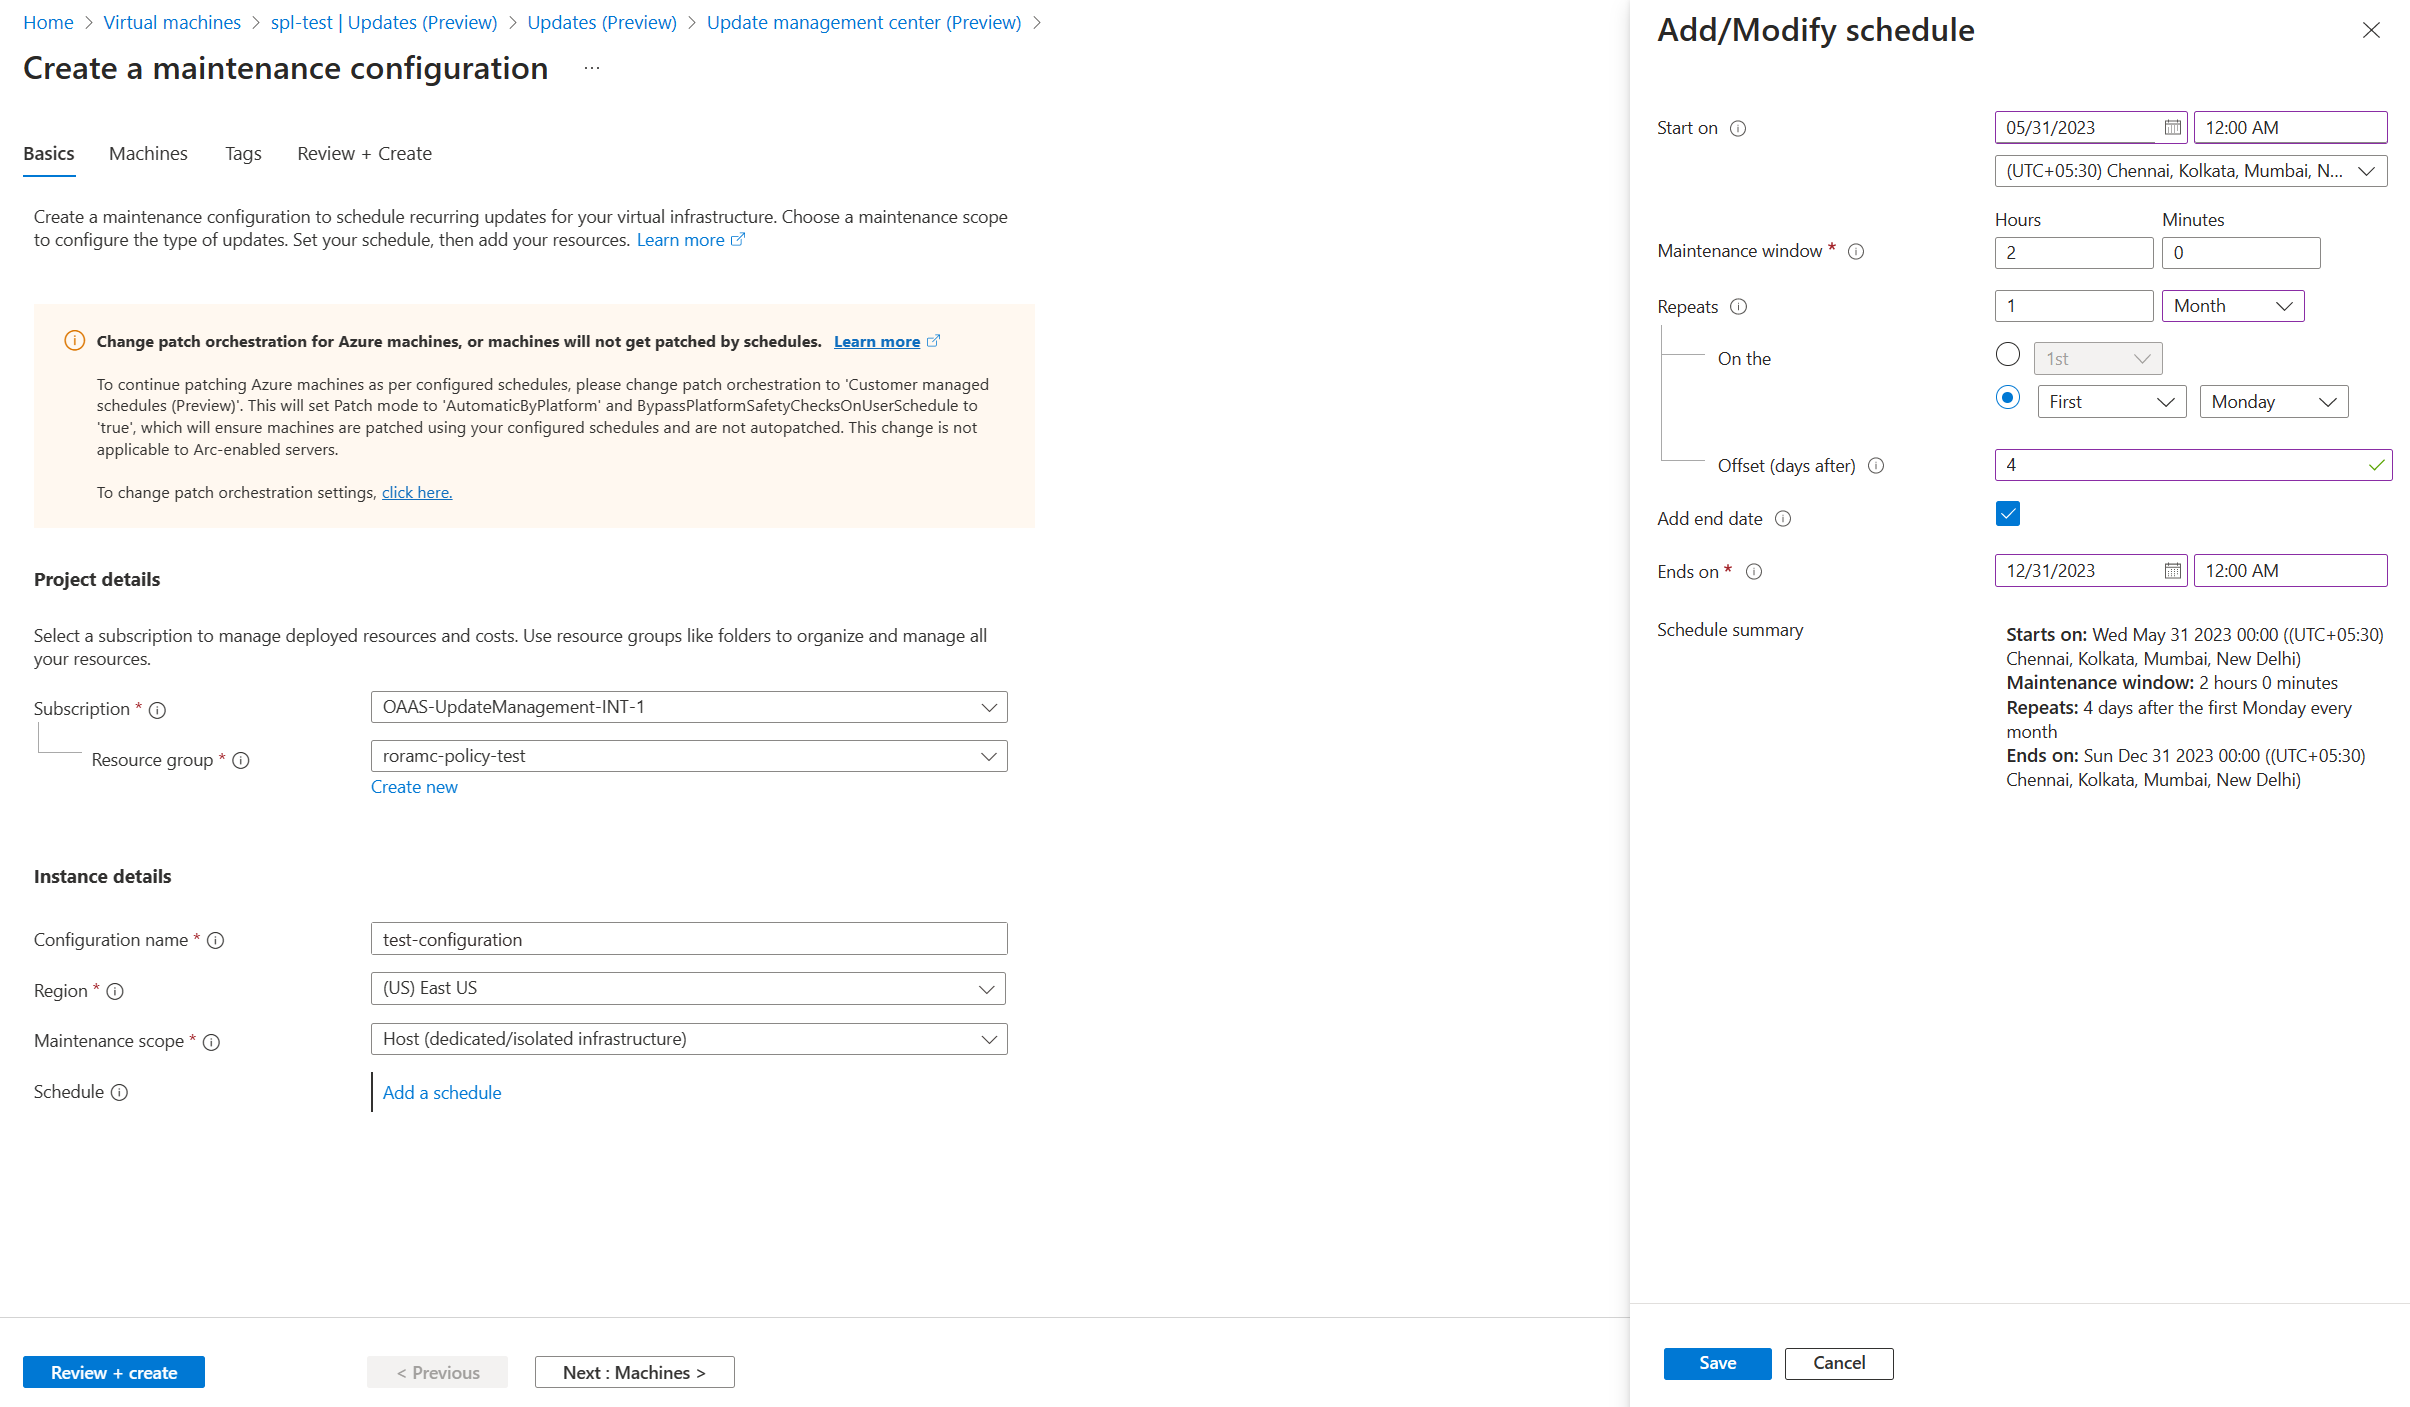 Home > Virtual machines > spl-test | Updates (Preview) > Updates (Preview) > Update management center (Preview) >
Create a maintenance configuration ...
Basics Machines Tags Review + Create
Create a maintenance configuration to schedule recurring updates for your virtual infrastructure. Choose a maintenance scope
to configure the type of updates. Set your schedule, then add your resources. Learn more
Change patch orchestration for Azure machines, or machines will not get patched by schedules. Learn more
To continue patching Azure machines as per configured schedules, please change patch orchestration to 'Customer managed
schedules (Preview)'. This will set Patch mode to 'AutomaticByPlatform' and BypassPlatformSafetyChecksOnUserSchedule to
'true', which will ensure machines are patched using your configured schedules and are not autopatched. This change is not
applicable to Arc-enabled servers.
To change patch orchestration settings, click here.
Project details
Select a subscription to manage deployed resources and costs. Use resource groups like folders to organize and manage all
your resources.
Subscription * OAAS-UpdateManagement-INT-1
Resource group * roramc-policy-test
Create new
Instance details
Configuration name * test-configuration
Region * (US) East US
Maintenance scope * Host (dedicated/isolated infrastructure)
Schedule Add a schedule
Review + create < Previous Next : Machines >
Add/Modify schedule
Start on 05/31/2023 12:00 AM
(UTC+05:30) Chennai, Kolkata, Mumbai, N...
Hours Minutes
Maintenance window * 2 0
Repeats 1 Month
On the 1st
First Monday
Offset (days after) 4
Add end date
Ends on * 12/31/2023 12:00 AM
Schedule summary
Starts on: Wed May 31 2023 00:00 ((UTC+05:30)
Chennai, Kolkata, Mumbai, New Delhi)
Maintenance window: 2 hours 0 minutes
Repeats: 4 days after the first Monday every
month
Ends on: Sun Dec 31 2023 00:00 ((UTC+05:30)
Chennai, Kolkata, Mumbai, New Delhi)
Save Cancel